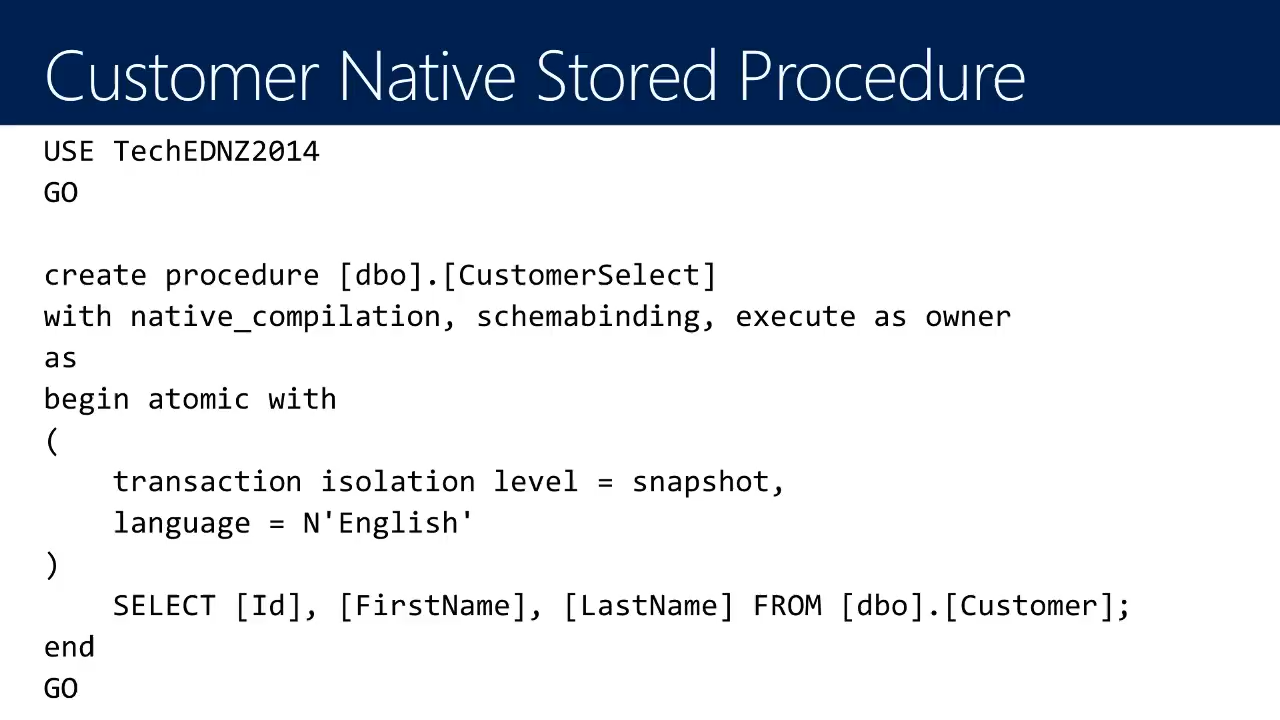 Customer Native Stored Procedure
USE TechEDNZ2014
GO
create procedure [dbo].[CustomerSelect]
with native_compilation, schemabinding, execute as owner
as
begin atomic with
(
    transaction isolation level = snapshot,
    language = N'English'
)
    SELECT [Id], [FirstName], [LastName] FROM [dbo].[Customer];
end
GO